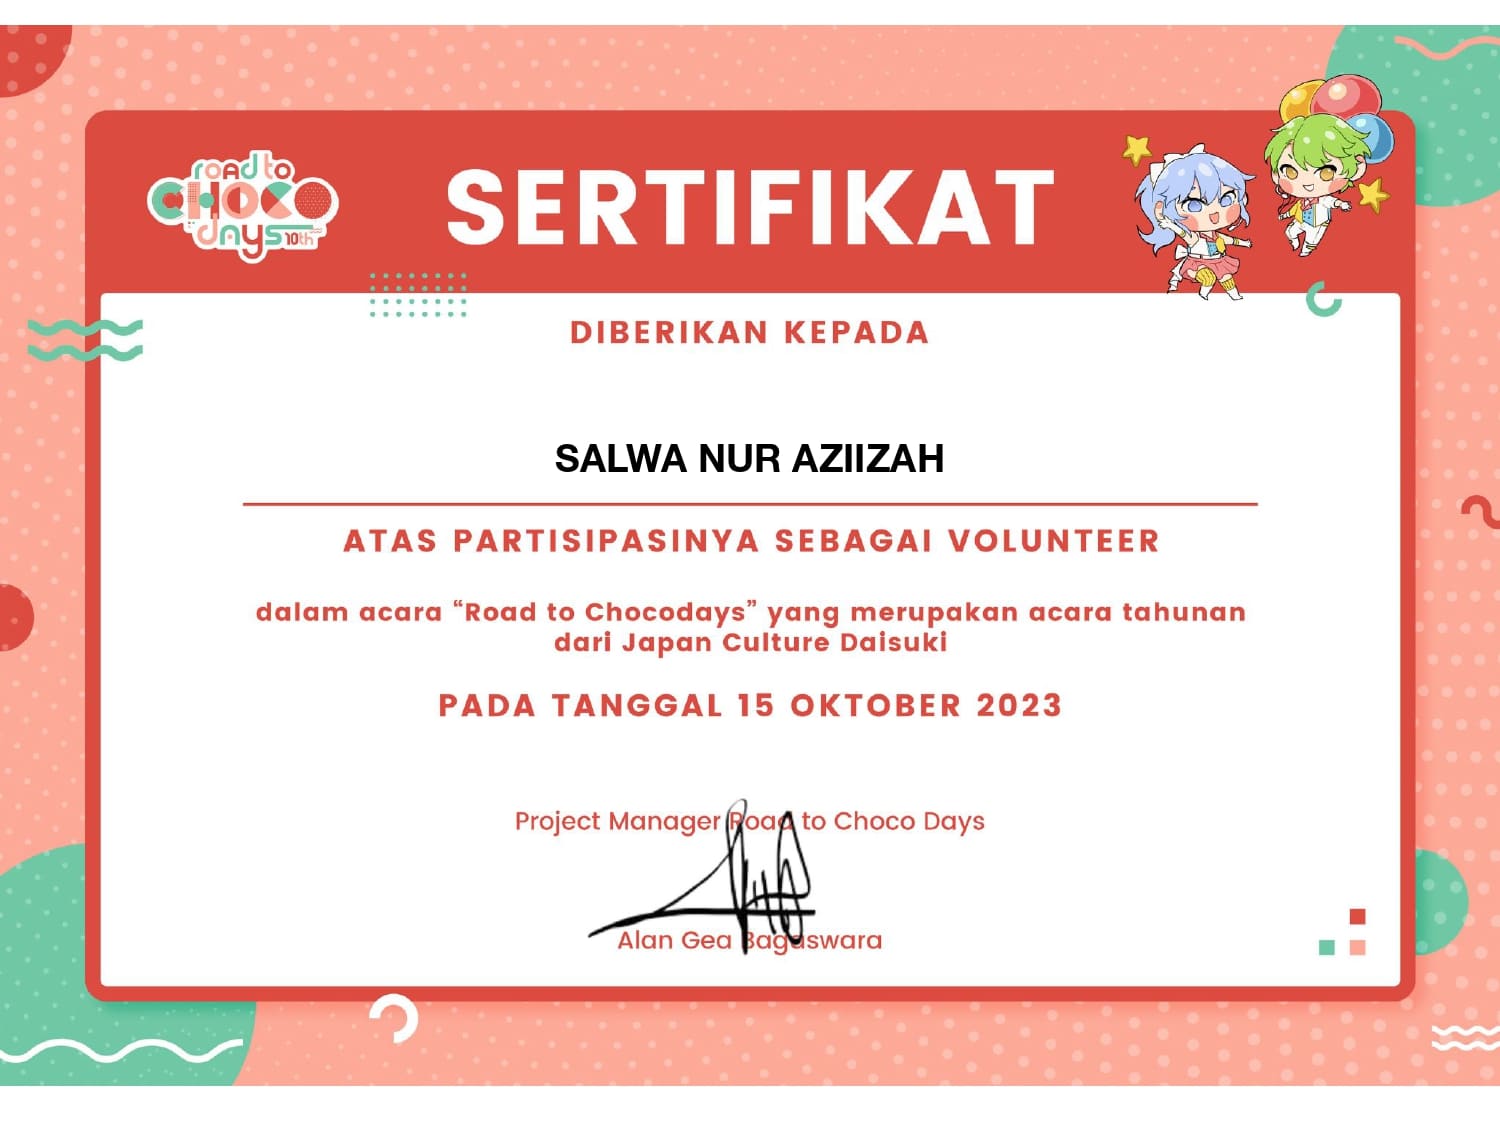 road to
CHOCO
days 10th
SERTIFIKAT
DIBERIKAN KEPADA
SALWA NUR AZIIZAH
ATAS PARTISIPASINYA SEBAGAI VOLUNTEER
dalam acara “Road to Chocodays” yang merupakan acara tahunan
dari Japan Culture Daisuki
PADA TANGGAL 15 OKTOBER 2023
Project Manager Road to Choco Days
Alan Gea Bagaswara